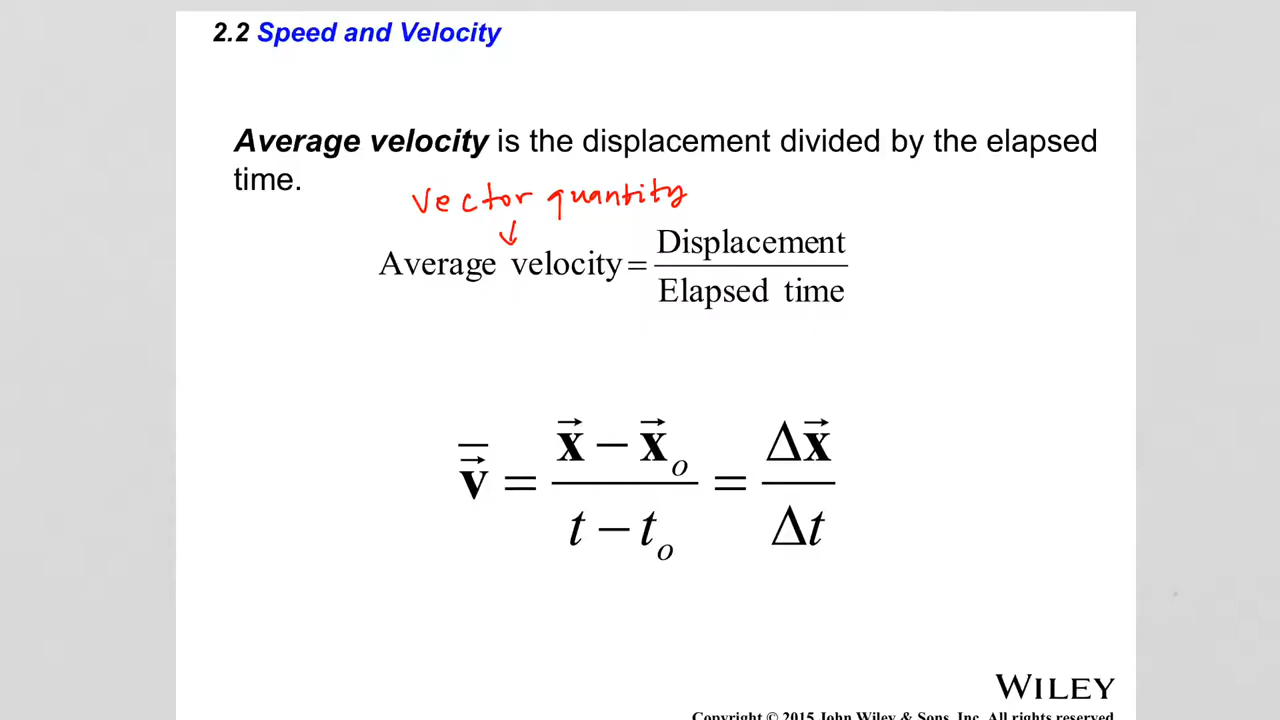 2.2 Speed and Velocity
Average velocity is the displacement divided by the elapsed
time.
vector quantity
↓
Average velocity = Displacement / Elapsed time
v̄⃗ = (x⃗ − x⃗ₒ) / (t − tₒ) = Δx⃗ / Δt
WILEY
Copyright © 2015 John Wiley & Sons, Inc. All rights reserved.